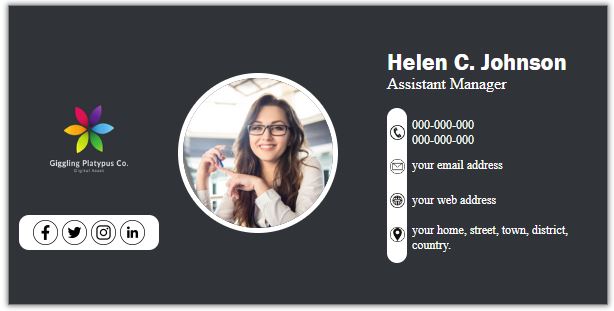 Helen C. Johnson
Assistant Manager
Giggling Platypus Co.
Digital Asset
000-000-000
000-000-000
your email address
your web address
your home, street, town, district,
country.